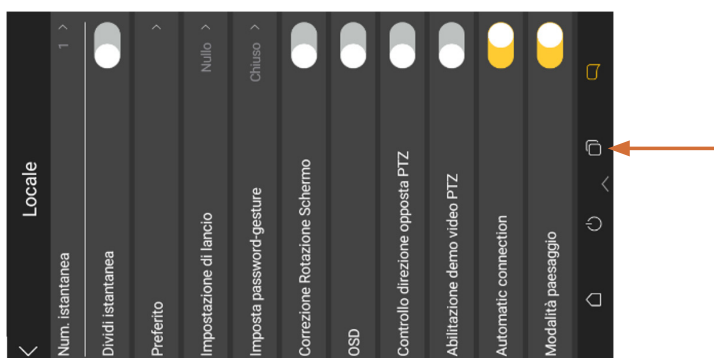 Locale
Num. istantanea 1
Dividi istantanea
Preferito
Impostazione di lancio Nullo
Imposta password-gesture Chiuso
Correzione Rotazione Schermo
OSD
Controllo direzione opposta PTZ
Abilitazione demo video PTZ
Automatic connection
Modalità paesaggio